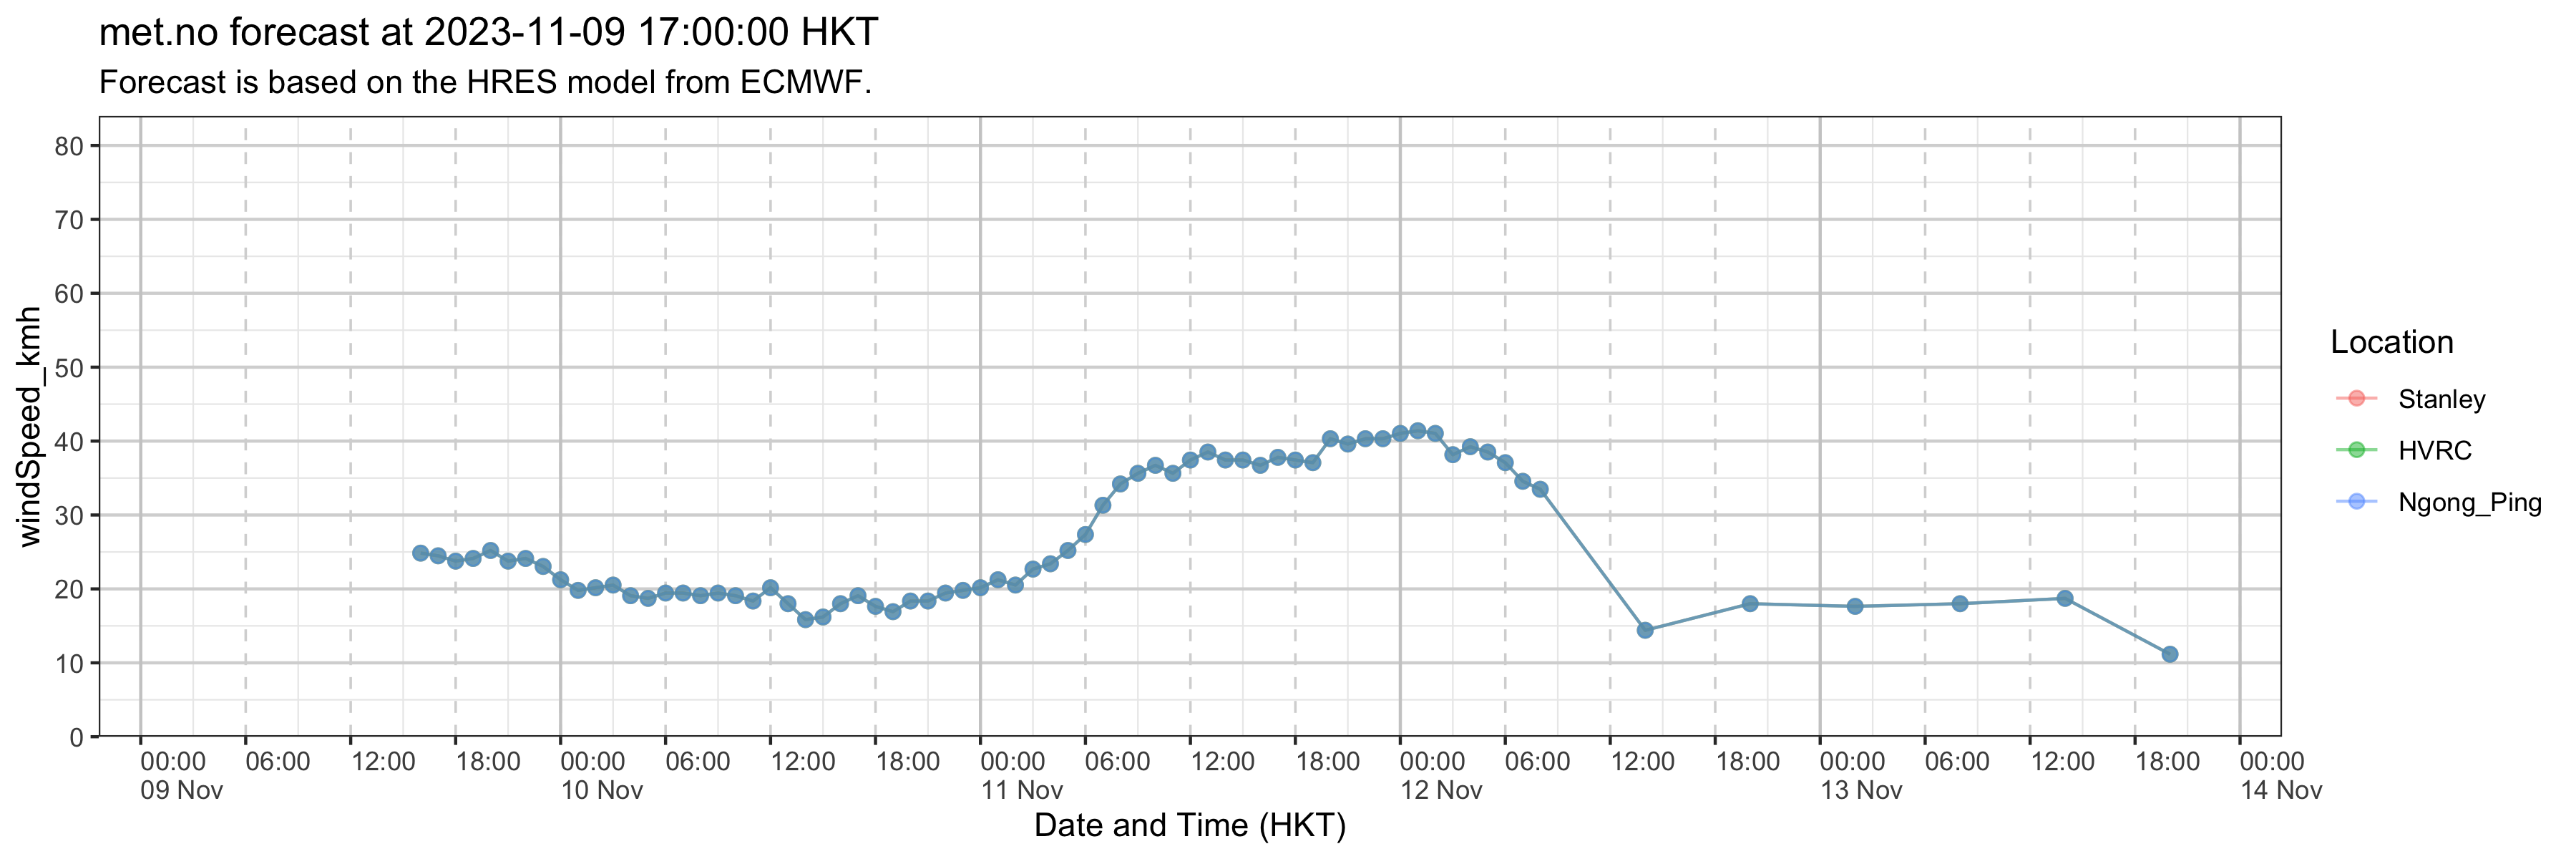 met.no forecast at 2023-11-09 17:00:00 HKT
Forecast is based on the HRES model from ECMWF.
windSpeed_kmh
80
70
60
50
40
30
20
10
0
00:00 06:00 12:00 18:00 00:00 06:00 12:00 18:00 00:00 06:00 12:00 18:00 00:00 06:00 12:00 18:00 00:00 06:00 12:00 18:00 00:00
09 Nov 10 Nov 11 Nov 12 Nov 13 Nov 14 Nov
Date and Time (HKT)
Location
Stanley
HVRC
Ngong_Ping